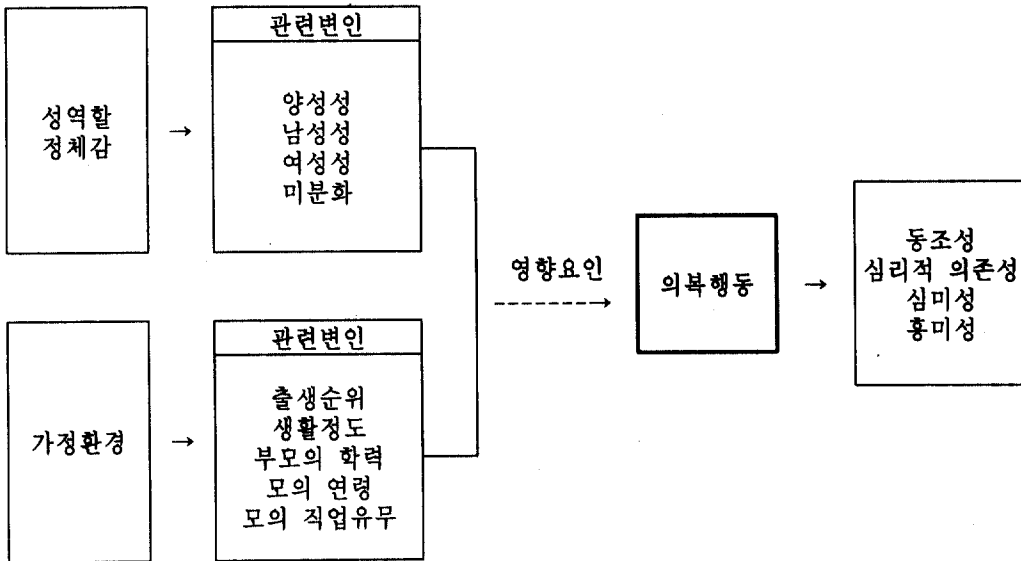 성역할
정체감
→
관련변인
양성성
남성성
여성성
미분화
가정환경
→
관련변인
출생순위
생활정도
부모의 학력
모의 연령
모의 직업유무
영향요인
의복행동
→
동조성
심리적 의존성
심미성
흥미성